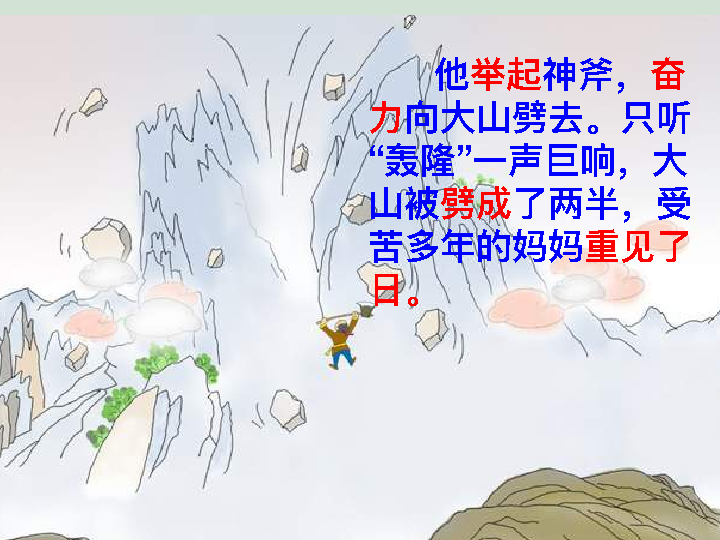 他举起神斧，奋
力向大山劈去。只听
“轰隆”一声巨响，大
山被劈成了两半，受
苦多年的妈妈重见了
日。